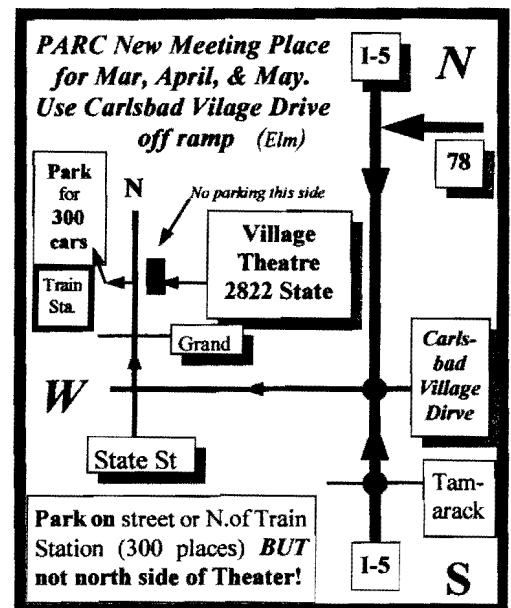 PARC New Meeting Place
for Mar, April, & May.
Use Carlsbad Vilage Drive
off ramp (Elm)
I-5
N
78
Park
for
300
cars
N
No parking this side
Village
Theatre
2822 State
Train
Sta.
Grand
Carls-
bad
Village
Dirve
W
State St
Tam-
arack
Park on street or N.of Train
Station (300 places) BUT
not north side of Theater!
I-5
S